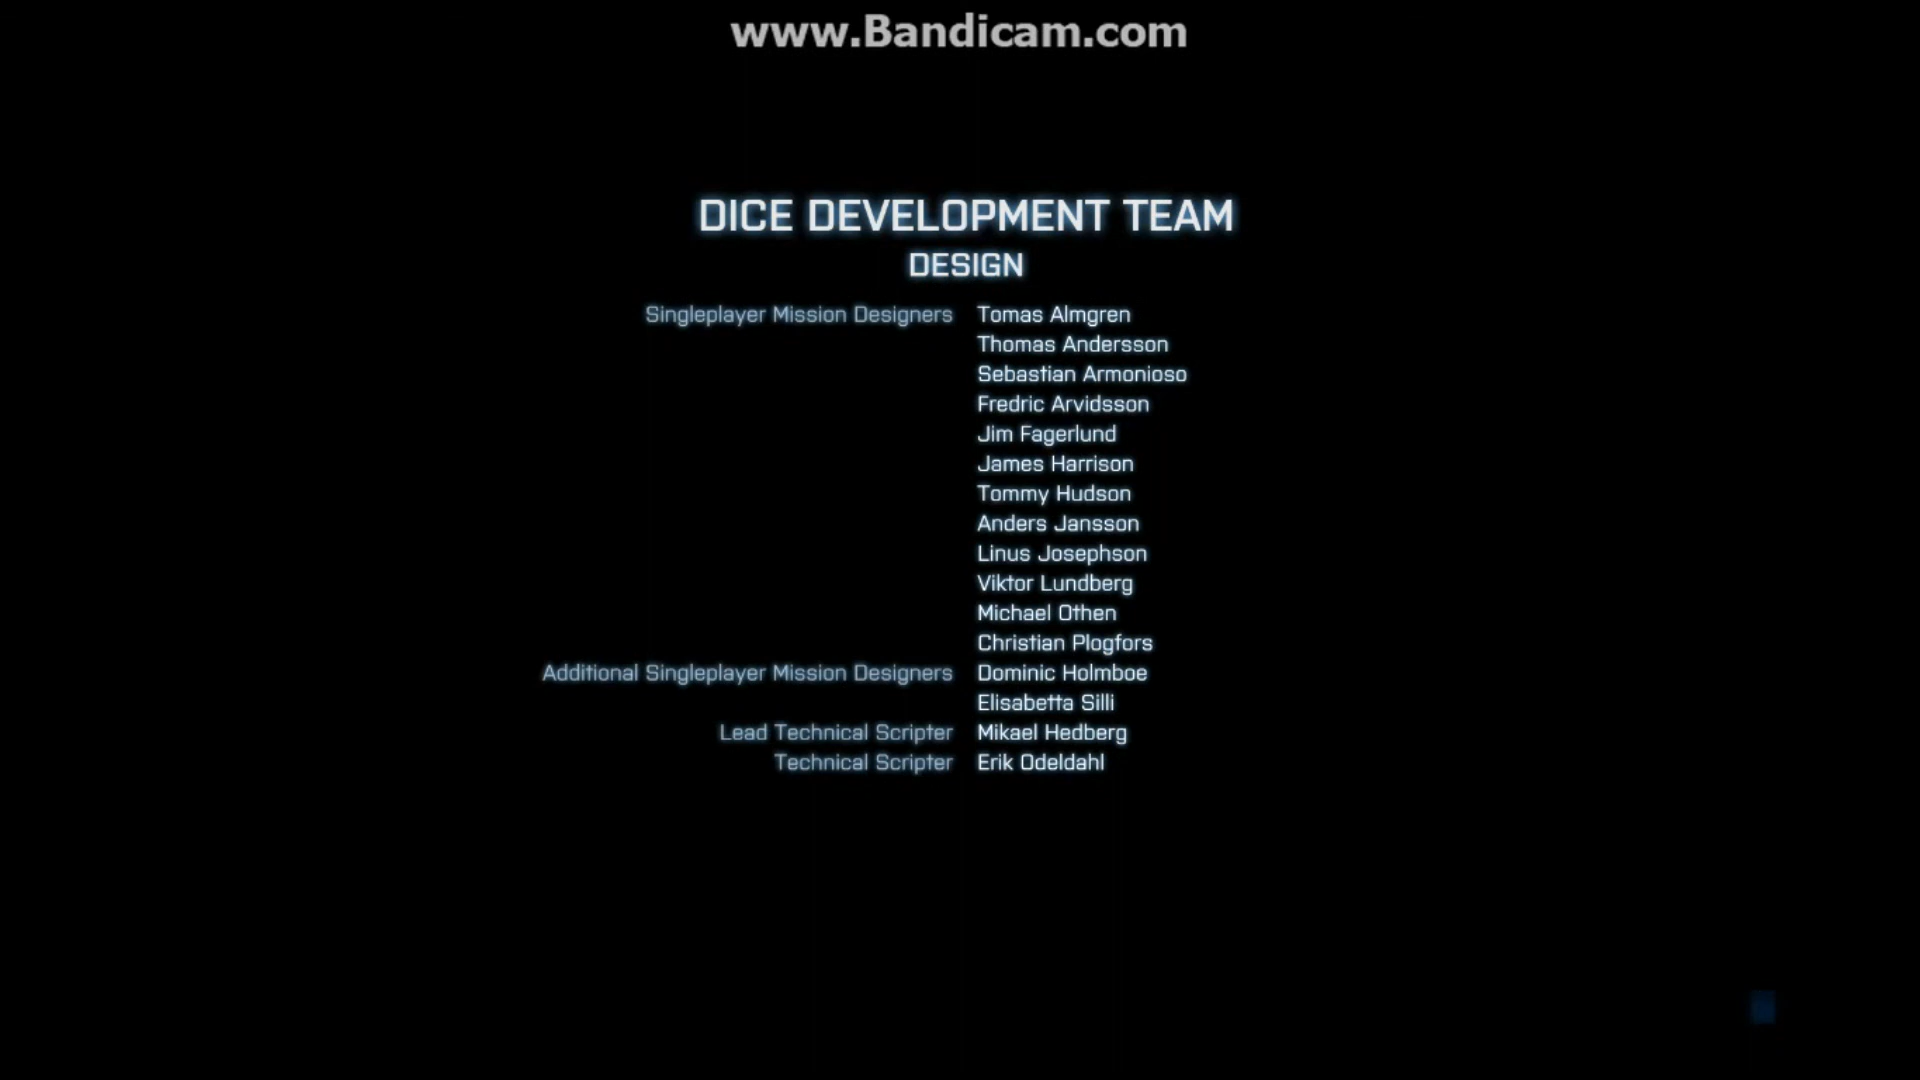 www.Bandicam.com
DICE DEVELOPMENT TEAM
DESIGN
Singleplayer Mission Designers Tomas Almgren
Thomas Andersson
Sebastian Armonioso
Fredric Arvidsson
Jim Fagerlund
James Harrison
Tommy Hudson
Anders Jansson
Linus Josephson
Viktor Lundberg
Michael Othen
Christian Plogfors
Additional Singleplayer Mission Designers Dominic Holmboe
Elisabetta Silli
Lead Technical Scripter Mikael Hedberg
Technical Scripter Erik Odeldahl